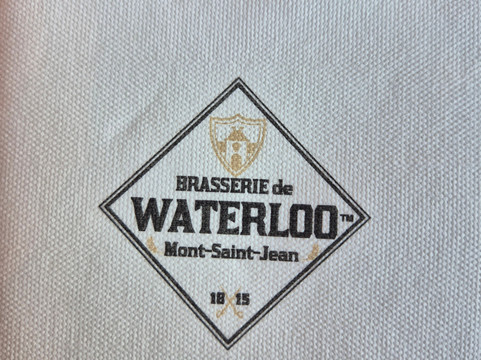 BRASSERIE de
WATERLOO™
Mont-Saint-Jean
18 15